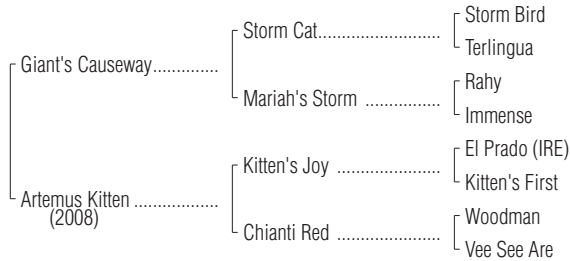 Storm Bird
Storm Cat..............................
Terlingua
Giant's Causeway..............
Rahy
Mariah's Storm ..................
Immense
El Prado (IRE)
Kitten's Joy .........................
Kitten's First
Artemus Kitten ..................
(2008)
Woodman
Chianti Red .........................
Vee See Are